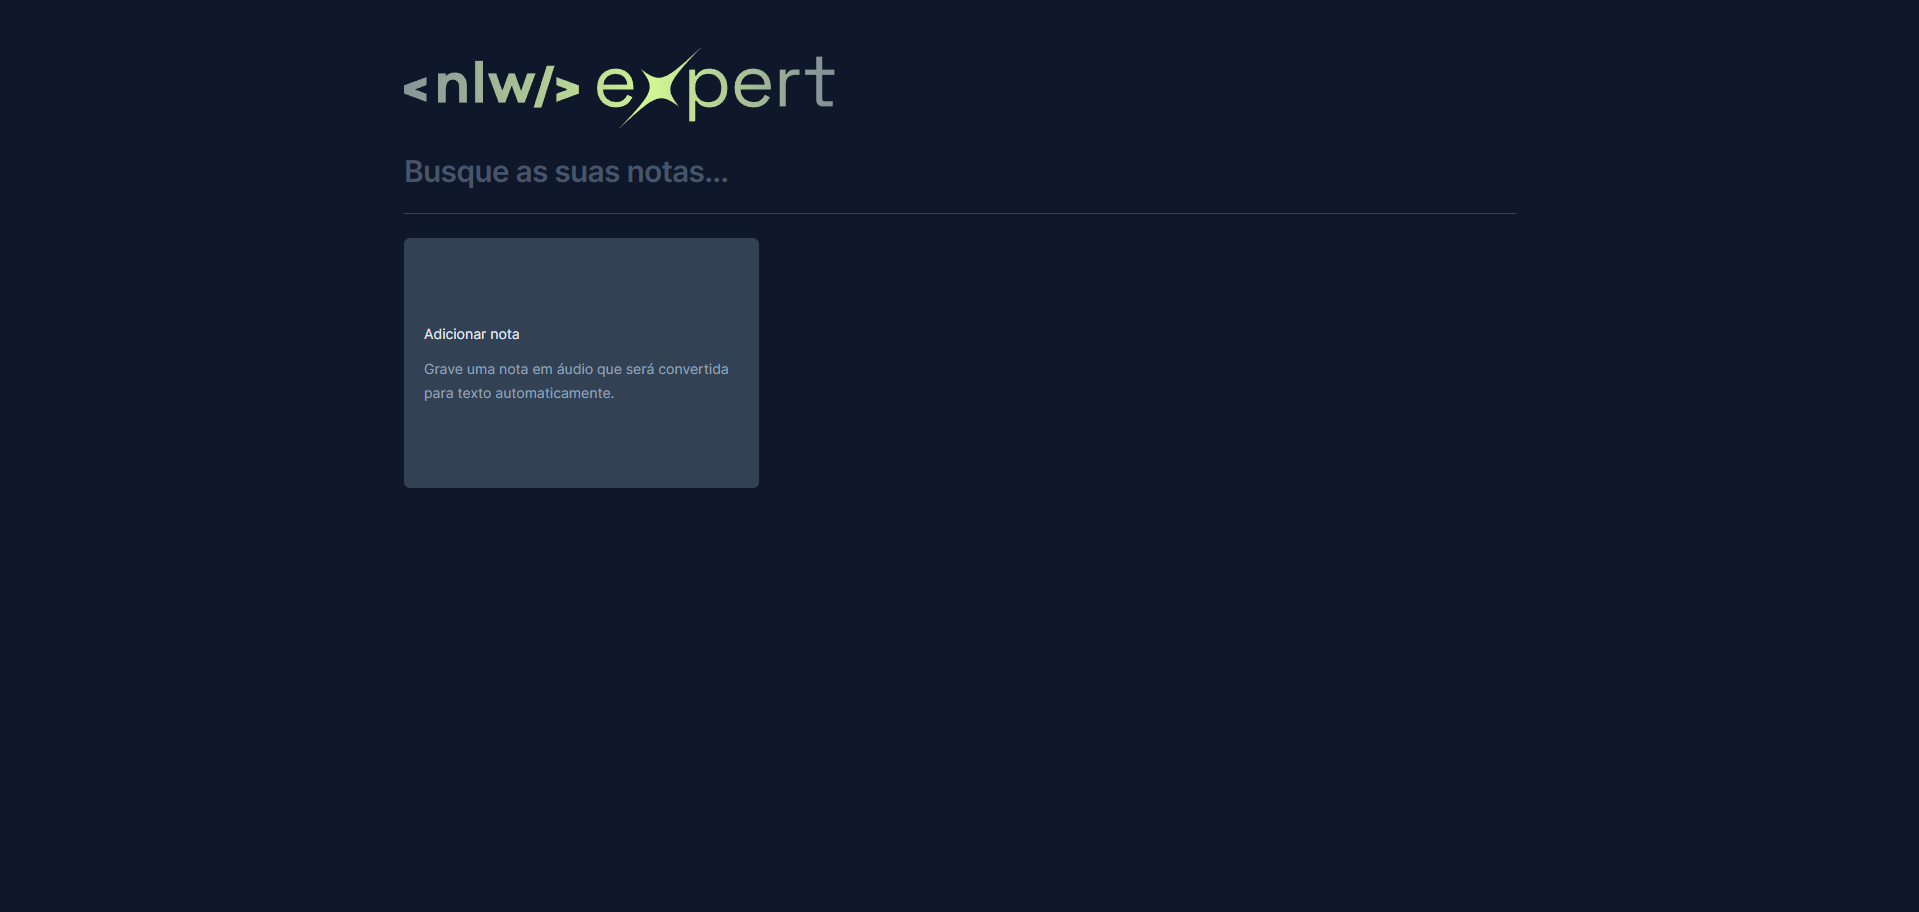 <nlw/> expert
Busque as suas notas...
Adicionar nota
Grave uma nota em áudio que será convertida
para texto automaticamente.